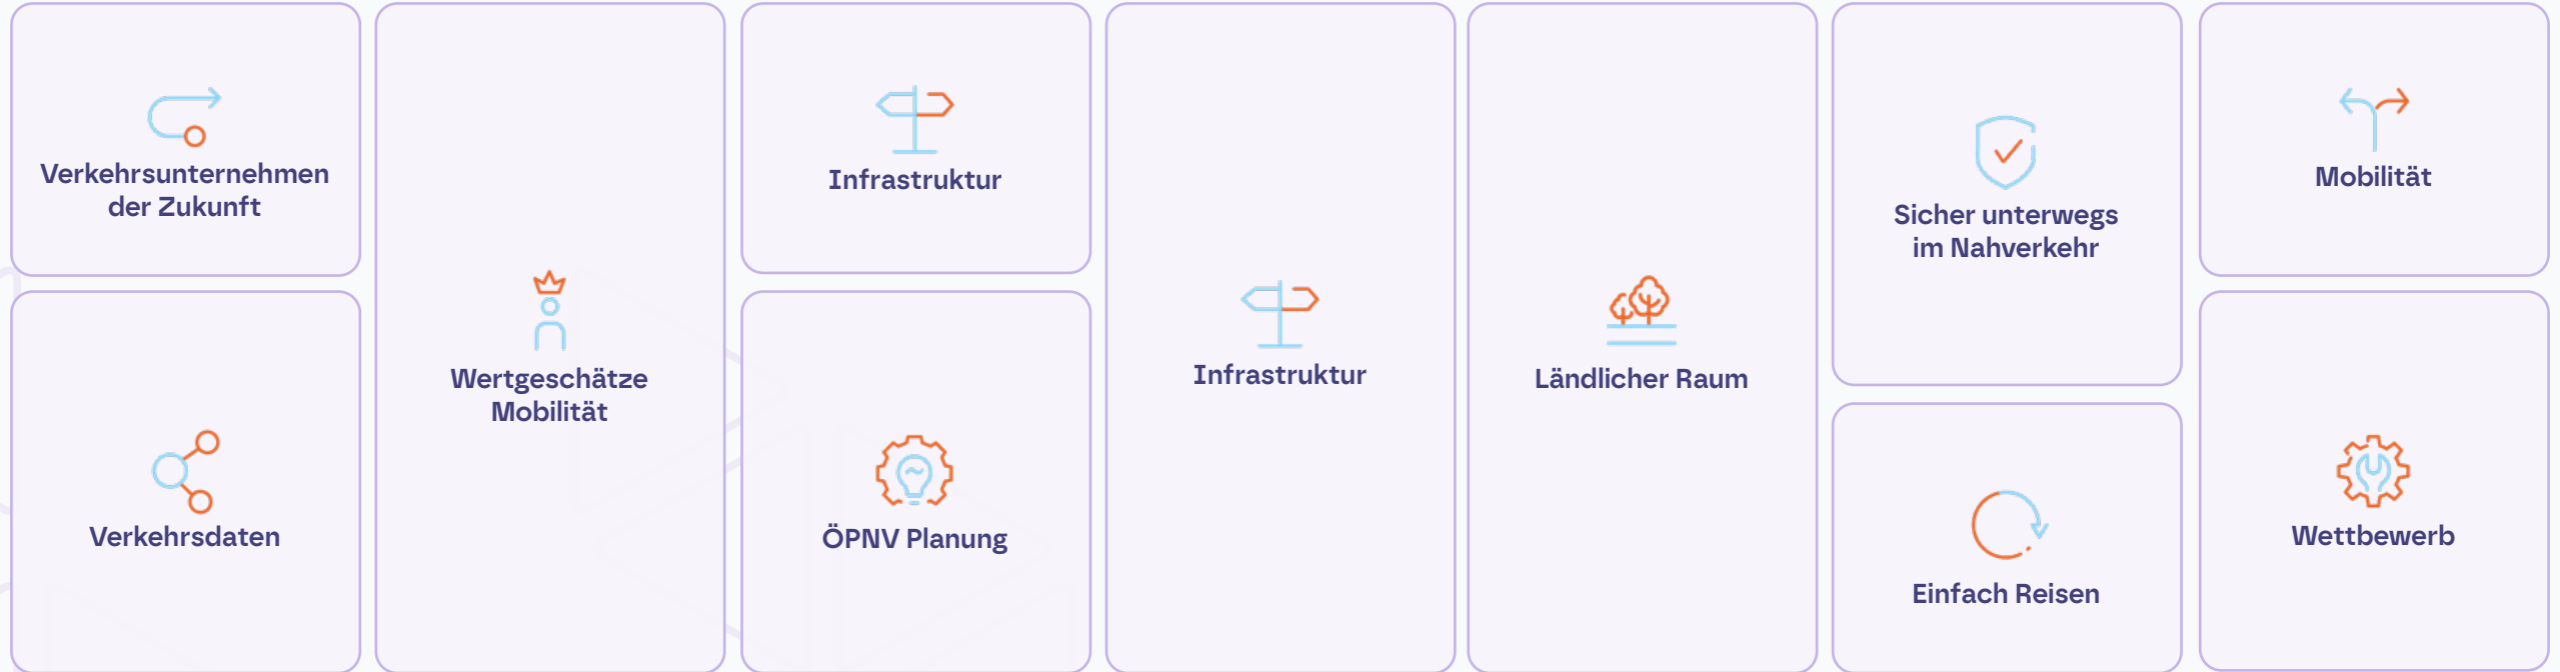 Verkehrsunternehmen
der Zukunft
Verkehrsdaten
Wertgeschätze
Mobilität
Infrastruktur
ÖPNV Planung
Infrastruktur
Ländlicher Raum
Sicher unterwegs
im Nahverkehr
Einfach Reisen
Mobilität
Wettbewerb